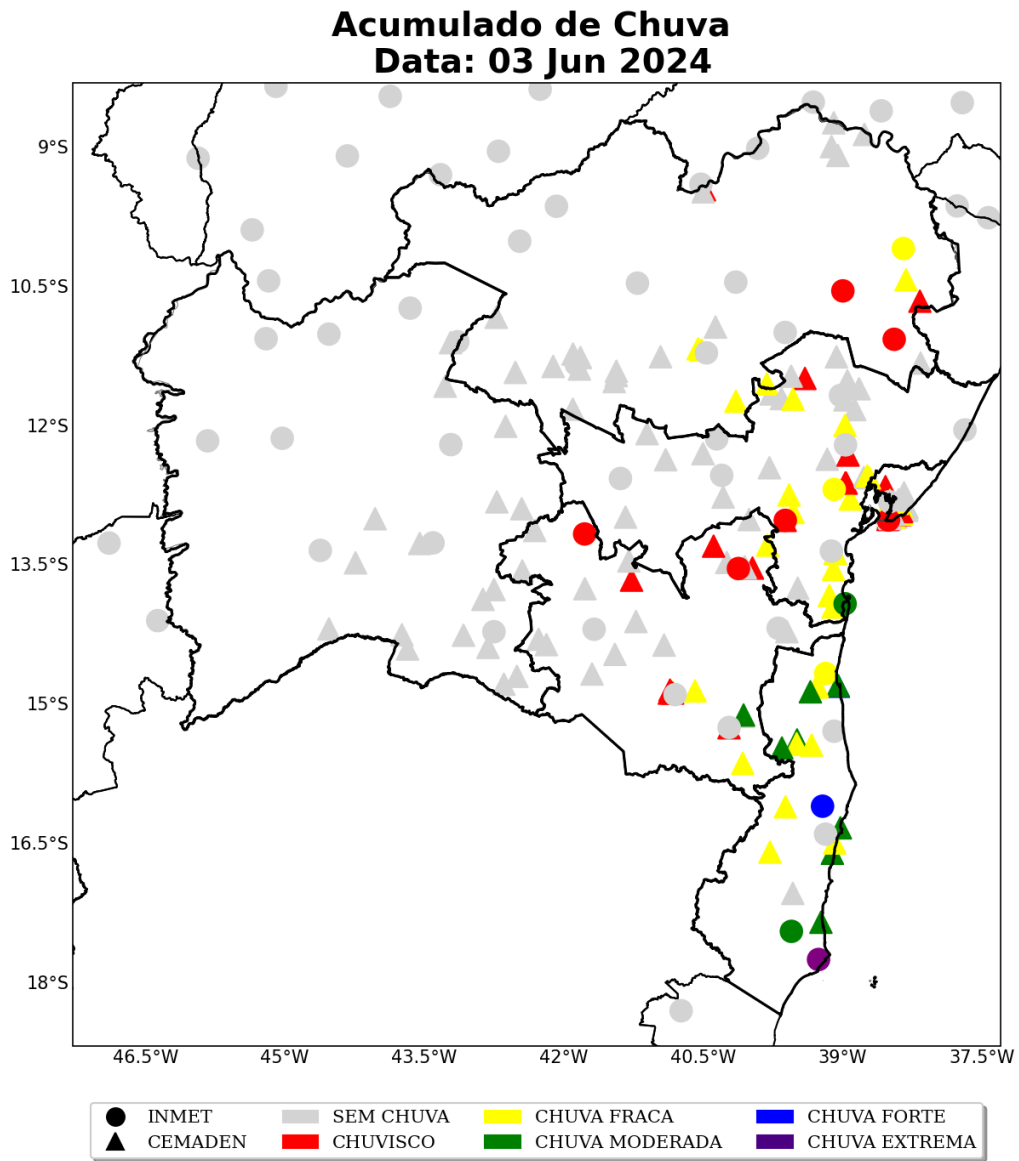 Acumulado de Chuva
Data: 03 Jun 2024
9°S
10.5°S
12°S
13.5°S
15°S
16.5°S
18°S
46.5°W 45°W 43.5°W 42°W 40.5°W 39°W 37.5°W
INMET SEM CHUVA CHUVA FRACA CHUVA FORTE
CEMADEN CHUVISCO CHUVA MODERADA CHUVA EXTREMA